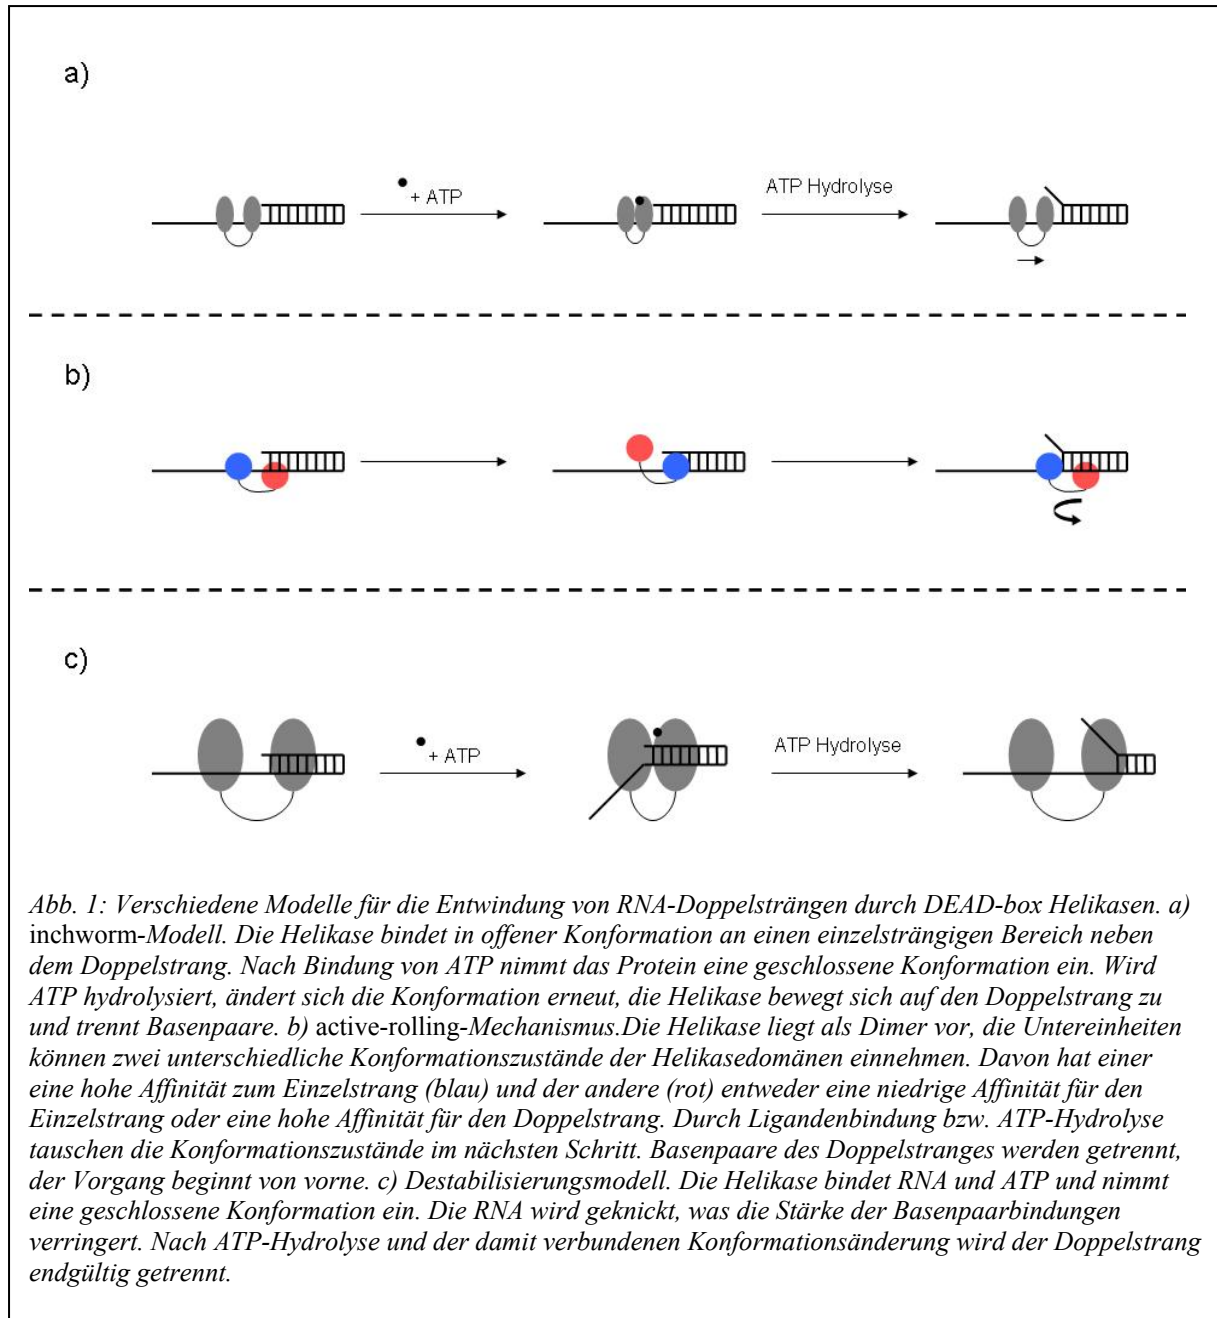 a)
+ ATP
ATP Hydrolyse
b)
c)
+ ATP
ATP Hydrolyse
Abb. 1: Verschiedene Modelle für die Entwindung von RNA-Doppelsträngen durch DEAD-box Helikasen. a)
inchworm-Modell. Die Helikase bindet in offener Konformation an einen einzelsträngigen Bereich neben
dem Doppelstrang. Nach Bindung von ATP nimmt das Protein eine geschlossene Konformation ein. Wird
ATP hydrolysiert, ändert sich die Konformation erneut, die Helikase bewegt sich auf den Doppelstrang zu
und trennt Basenpaare. b) active-rolling-Mechanismus.Die Helikase liegt als Dimer vor, die Untereinheiten
können zwei unterschiedliche Konformationszustände der Helikasedomänen einnehmen. Davon hat einer
eine hohe Affinität zum Einzelstrang (blau) und der andere (rot) entweder eine niedrige Affinität für den
Einzelstrang oder eine hohe Affinität für den Doppelstrang. Durch Ligandenbindung bzw. ATP-Hydrolyse
tauschen die Konformationszustände im nächsten Schritt. Basenpaare des Doppelstranges werden getrennt,
der Vorgang beginnt von vorne. c) Destabilisierungsmodell. Die Helikase bindet RNA und ATP und nimmt
eine geschlossene Konformation ein. Die RNA wird geknickt, was die Stärke der Basenpaarbindungen
verringert. Nach ATP-Hydrolyse und der damit verbundenen Konformationsänderung wird der Doppelstrang
endgültig getrennt.